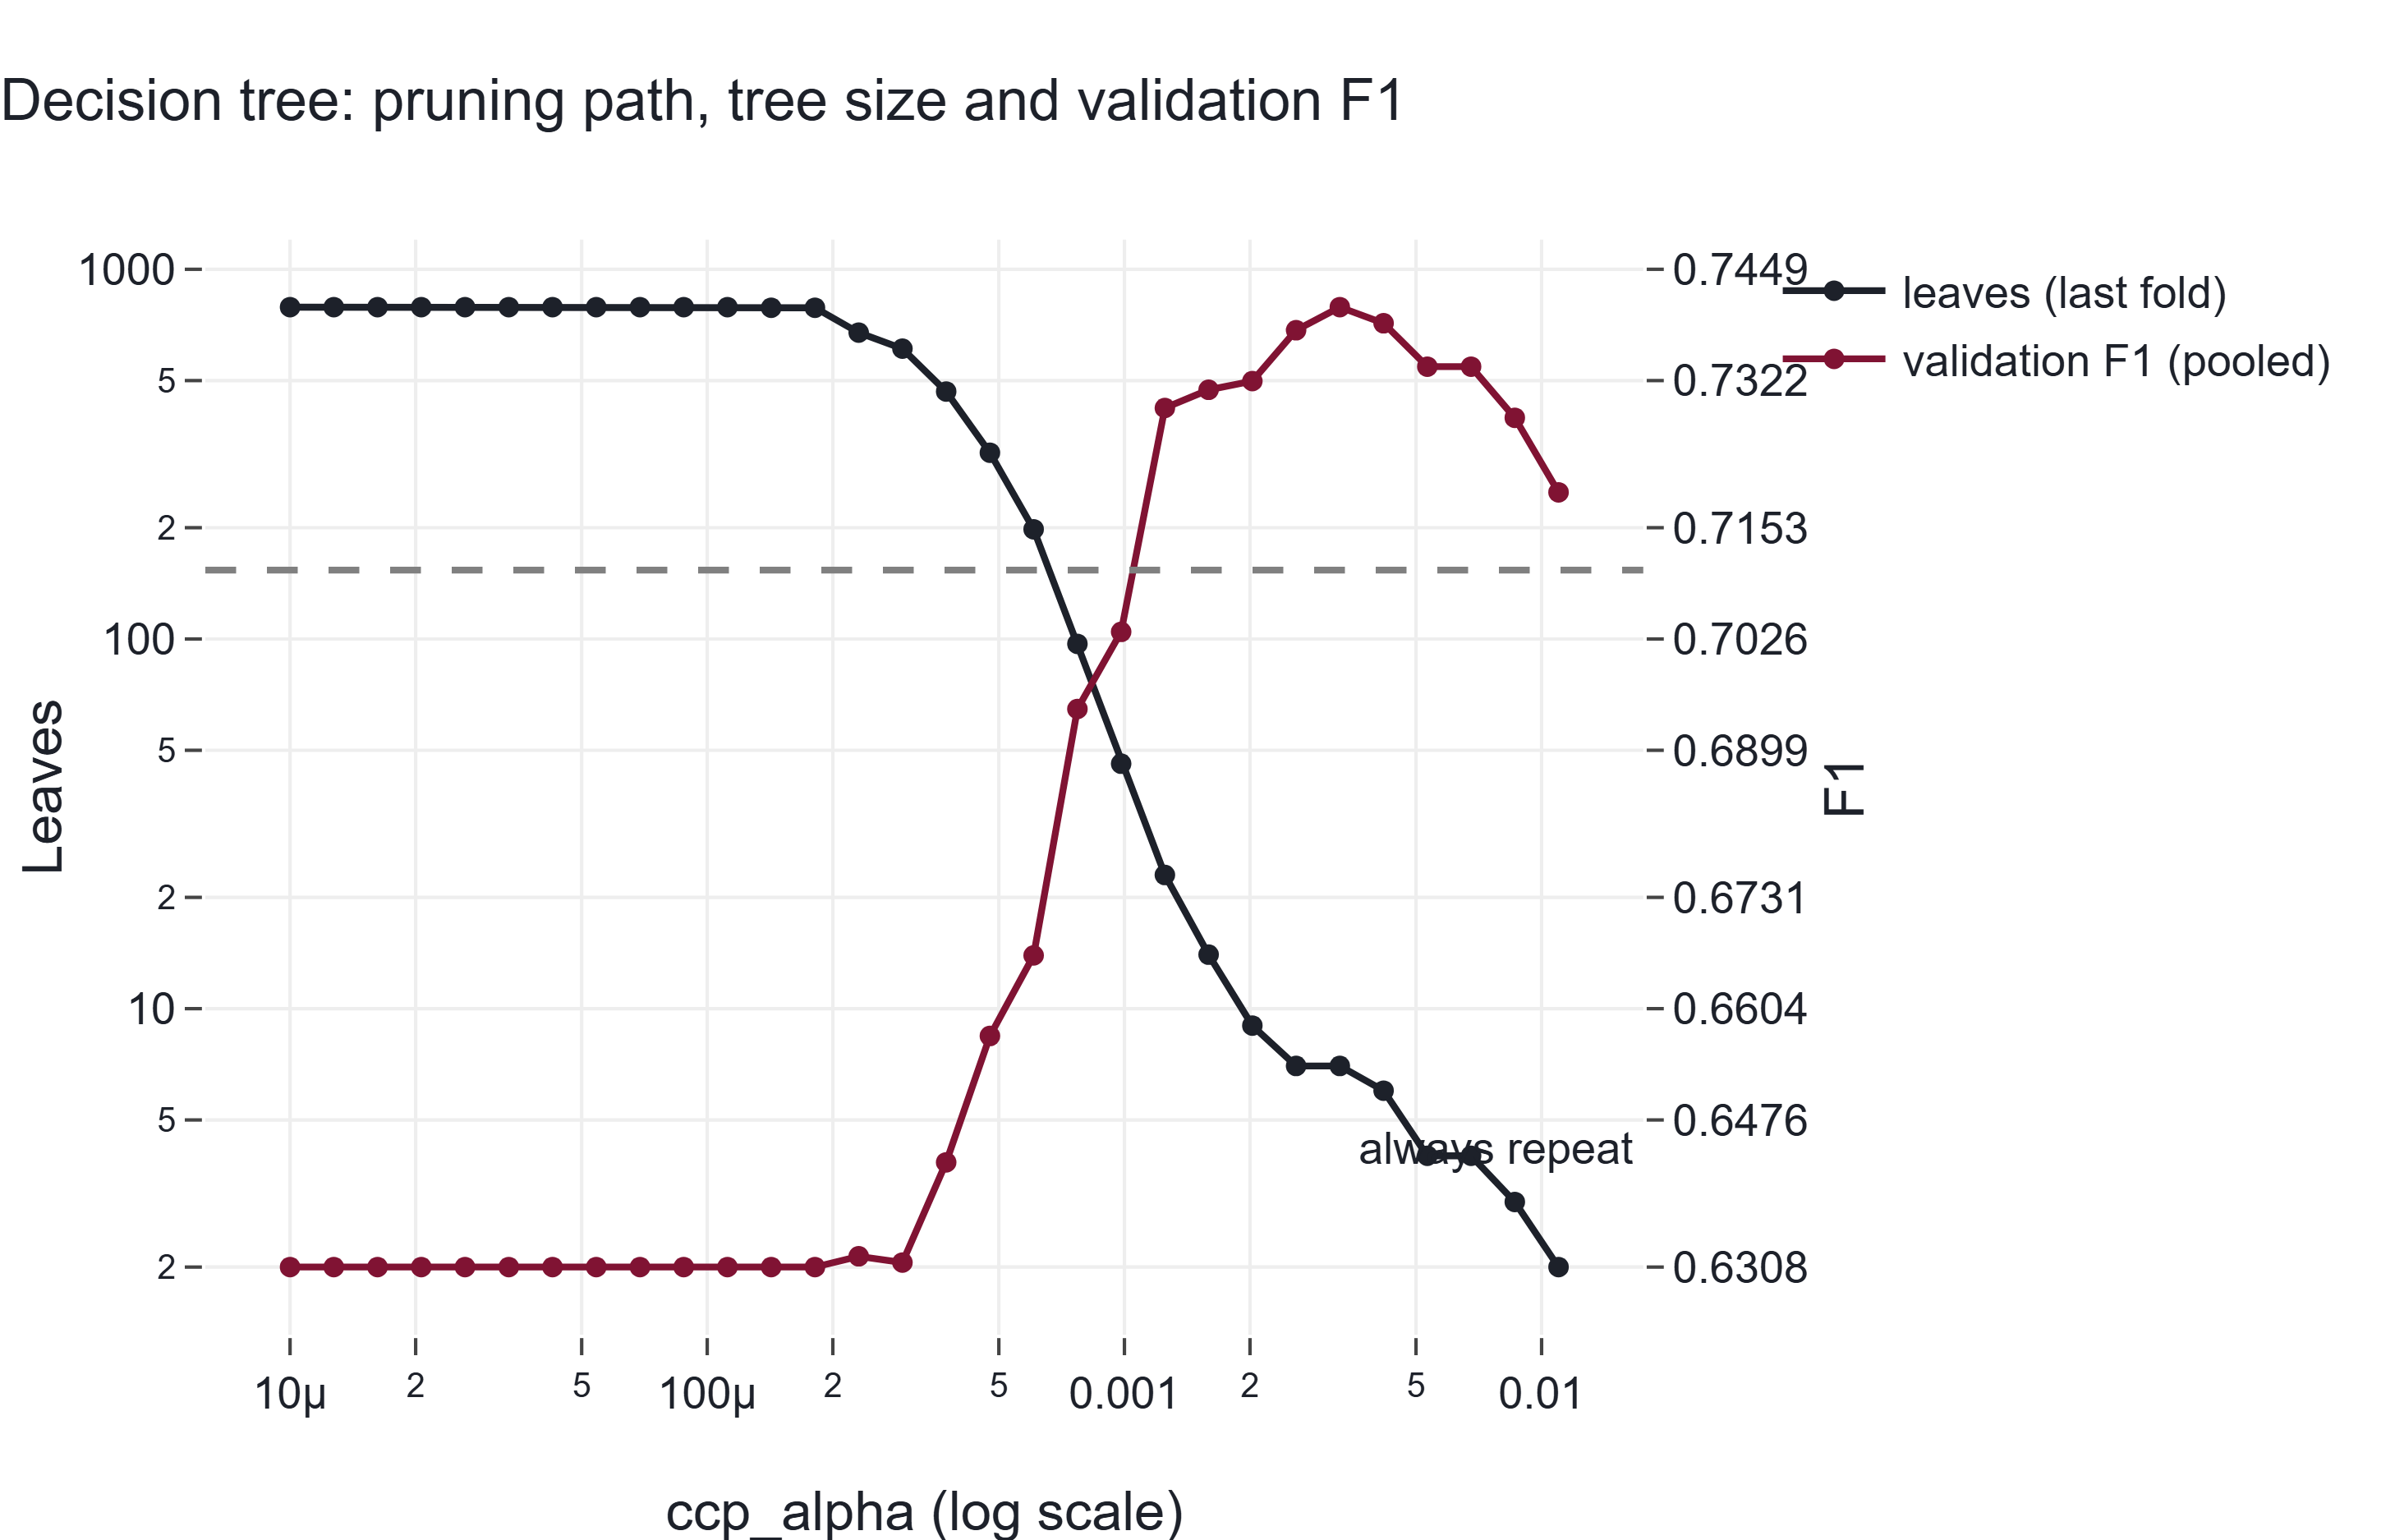 Decision tree: pruning path, tree size and validation F1
1000
5
2
100
5
2
10
5
2
Leaves
0.7449
0.7322
0.7153
0.7026
0.6899
0.6731
0.6604
0.6476
0.6308
F1
leaves (last fold)
validation F1 (pooled)
always repeat
10μ
2
5
100μ
2
5
0.001
2
5
0.01
ccp_alpha (log scale)